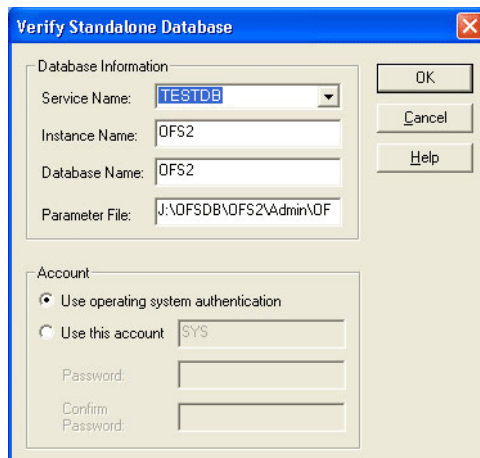 Verify Standalone Database
Database Information
Service Name: TESTDB
Instance Name: OFS2
Database Name: OFS2
Parameter File: J:\OFSDB\OFS2\Admin\OF
OK
Cancel
Help
Account
Use operating system authentication
Use this account SYS
Password:
Confirm
Password: